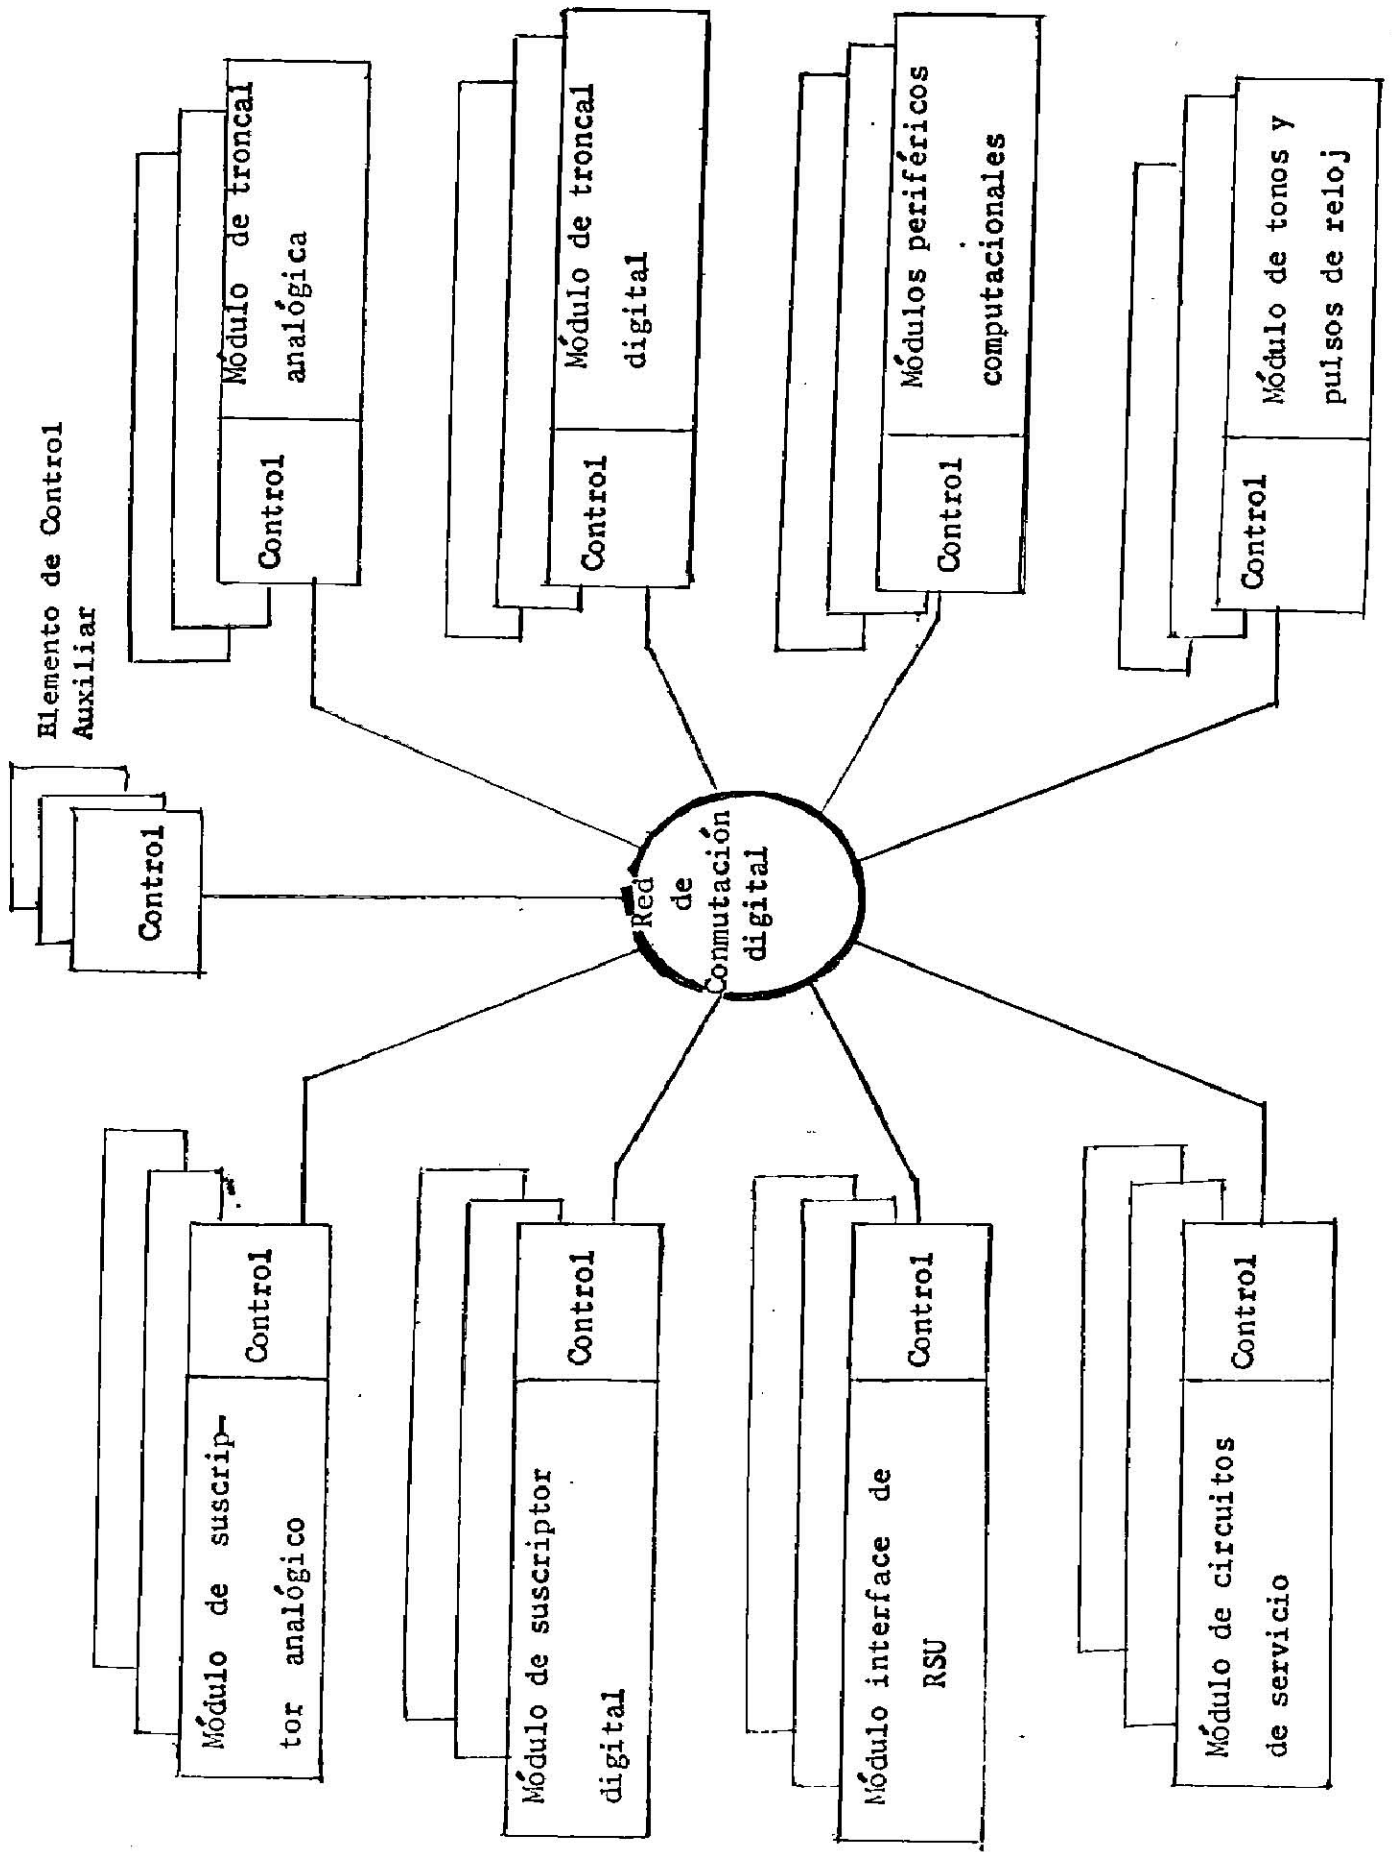 Elemento de Control
Auxiliar
Control
Módulo de suscrip-
tor analógico
Control
Módulo de suscriptor
digital
Control
Módulo interface de
RSU
Control
Módulo de circuitos
de servicio
Control
Red
de
Conmutación
digital
Control
Módulo de troncal
analógica
Control
Módulo de troncal
digital
Control
Módulos periféricos
computacionales
Control
Módulo de tonos y
pulsos de reloj